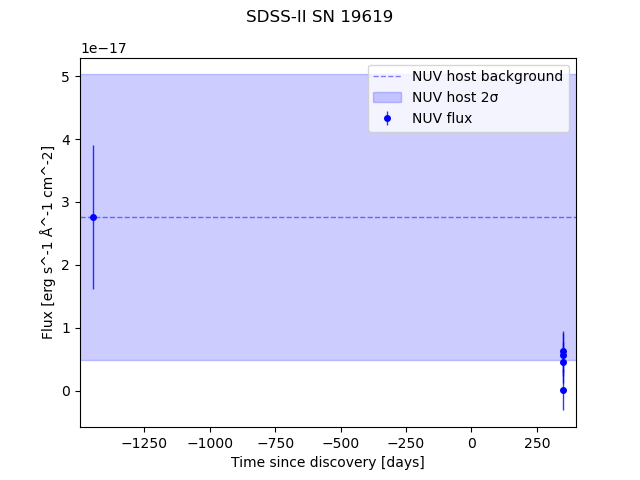 SDSS-II SN 19619
1e−17
NUV host background
NUV host 2σ
NUV flux
5
4
3
2
1
0
Flux [erg s^-1 Å^-1 cm^-2]
−1250 −1000 −750 −500 −250 0 250
Time since discovery [days]